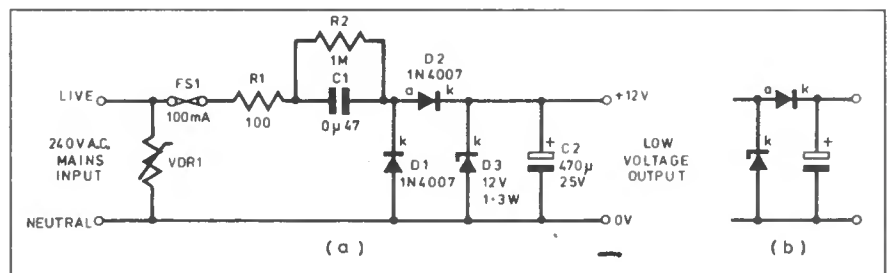 R2
1M
C1
0µ47
D2
1N4007
LIVE
FS1
100mA
R1
100
a
k
+12V
240V A.C.
MAINS
INPUT
VDR1
k
D1
1N4007
k
D3
12V
1·3W
+
C2
470µ
25V
LOW
VOLTAGE
OUTPUT
NEUTRAL
0V
(a)
a
k
+
k
(b)